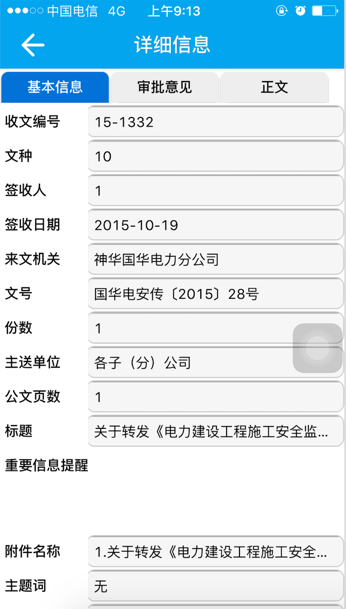 中国电信 4G 上午9:13
详细信息
基本信息 审批意见 正文
收文编号 15-1332
文种 10
签收人 1
签收日期 2015-10-19
来文机关 神华国华电力分公司
文号 国华电安传〔2015〕28号
份数 1
主送单位 各子（分）公司
公文页数 1
标题 关于转发《电力建设工程施工安全监...
重要信息提醒
附件名称 1.关于转发《电力建设工程施工安全...
主题词 无